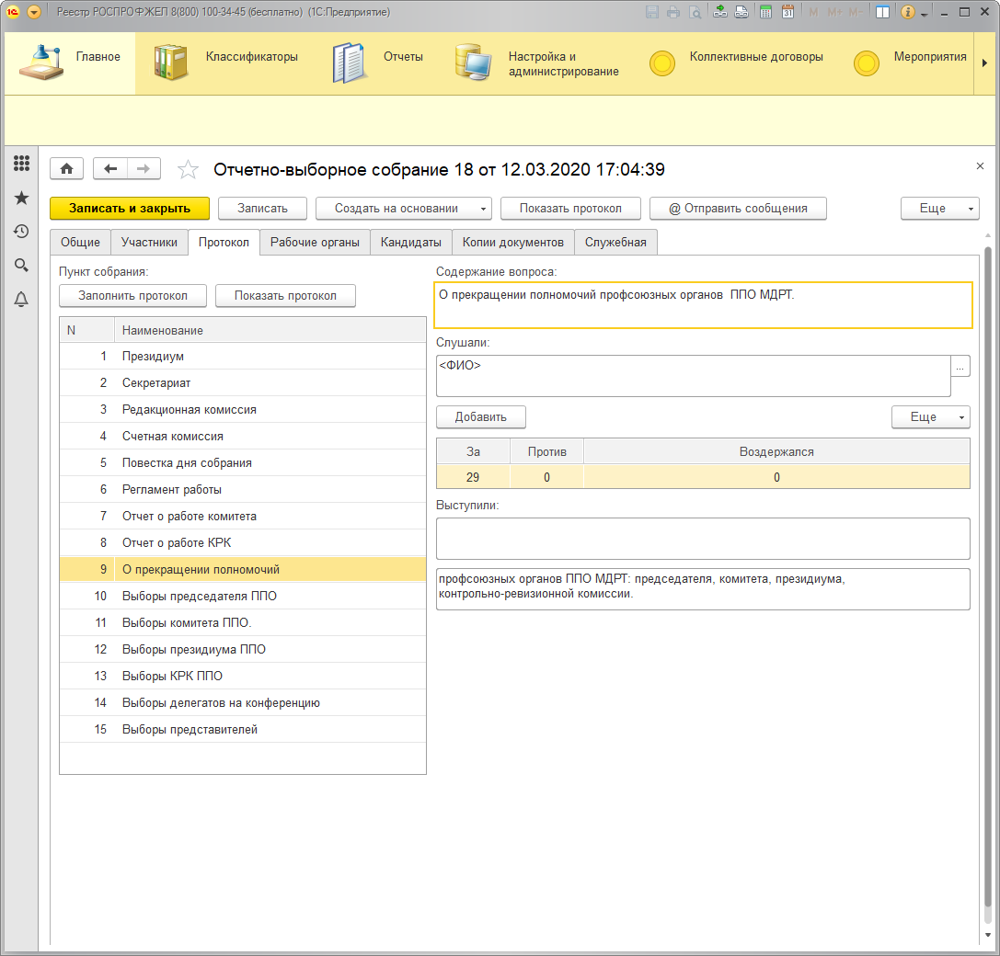 Реестр РОСПРОФЖЕЛ 8(800) 100-34-45 (бесплатно) (1С:Предприятие)
31
M M+ M-
Главное
Классификаторы
Отчеты
Настройка и
администрирование
Коллективные договоры
Мероприятия
Отчетно-выборное собрание 18 от 12.03.2020 17:04:39
Записать и закрыть
Записать
Создать на основании
Показать протокол
@ Отправить сообщения
Еще
Общие
Участники
Протокол
Рабочие органы
Кандидаты
Копии документов
Служебная
Пункт собрания:
Заполнить протокол
Показать протокол
N Наименование
1 Президиум
2 Секретариат
3 Редакционная комиссия
4 Счетная комиссия
5 Повестка дня собрания
6 Регламент работы
7 Отчет о работе комитета
8 Отчет о работе КРК
9 О прекращении полномочий
10 Выборы председателя ППО
11 Выборы комитета ППО.
12 Выборы президиума ППО
13 Выборы КРК ППО
14 Выборы делегатов на конференцию
15 Выборы представителей
Содержание вопроса:
О прекращении полномочий профсоюзных органов  ППО МДРТ.
Слушали:
<ФИО>
...
Добавить
Еще
За Против Воздержался
29 0 0
Выступили:
профсоюзных органов ППО МДРТ: председателя, комитета, президиума,
контрольно-ревизионной комиссии.